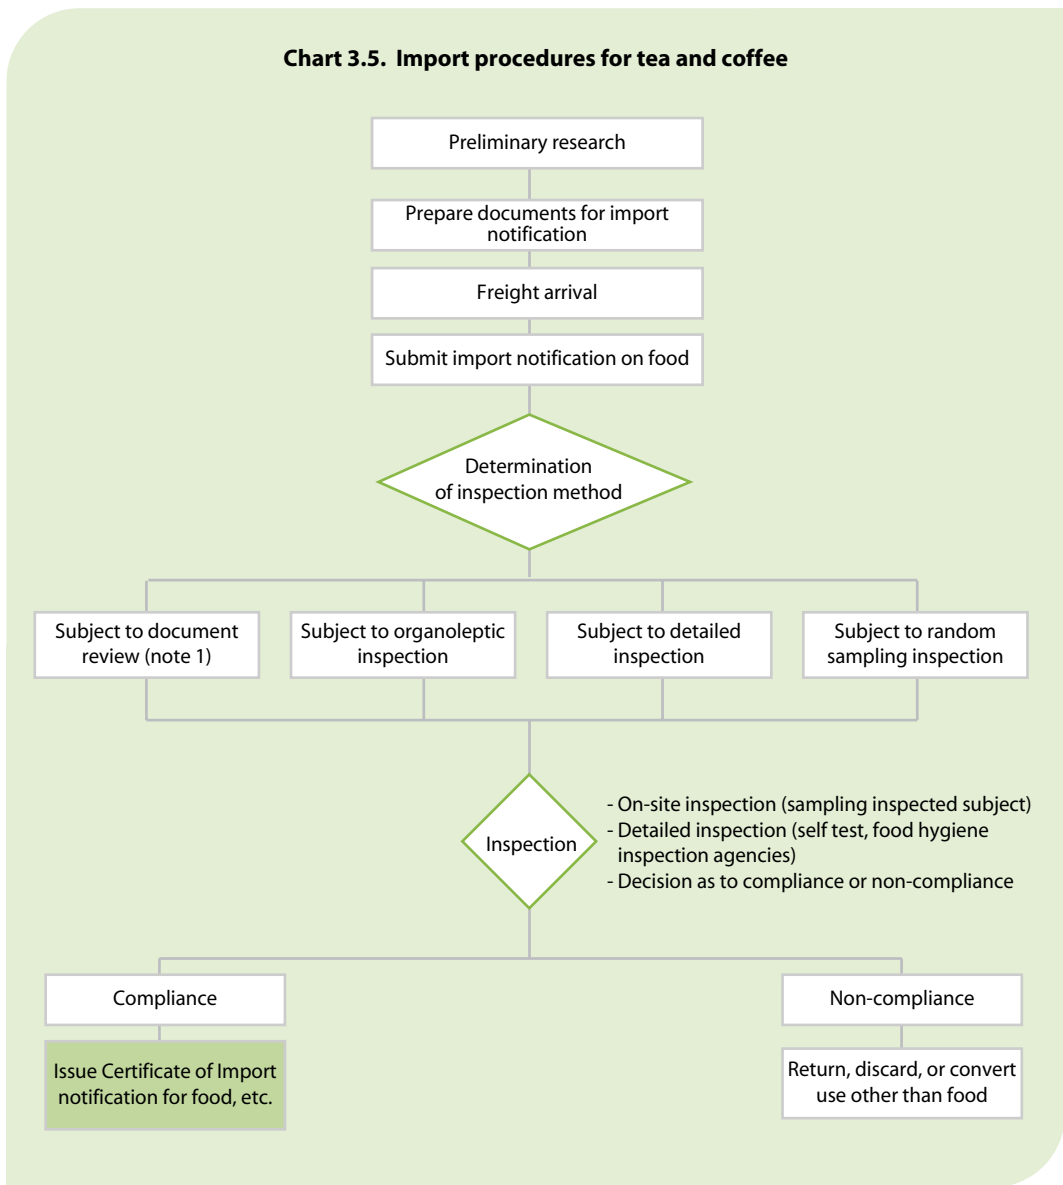 Chart 3.5. Import procedures for tea and coffee
Preliminary research
Prepare documents for import
notification
Freight arrival
Submit import notification on food
Determination
of inspection method
Subject to document
review (note 1)
Subject to organoleptic
inspection
Subject to detailed
inspection
Subject to random
sampling inspection
Inspection
- On-site inspection (sampling inspected subject)
- Detailed inspection (self test, food hygiene
inspection agencies)
- Decision as to compliance or non-compliance
Compliance
Non-compliance
Issue Certificate of Import
notification for food, etc.
Return, discard, or convert
use other than food